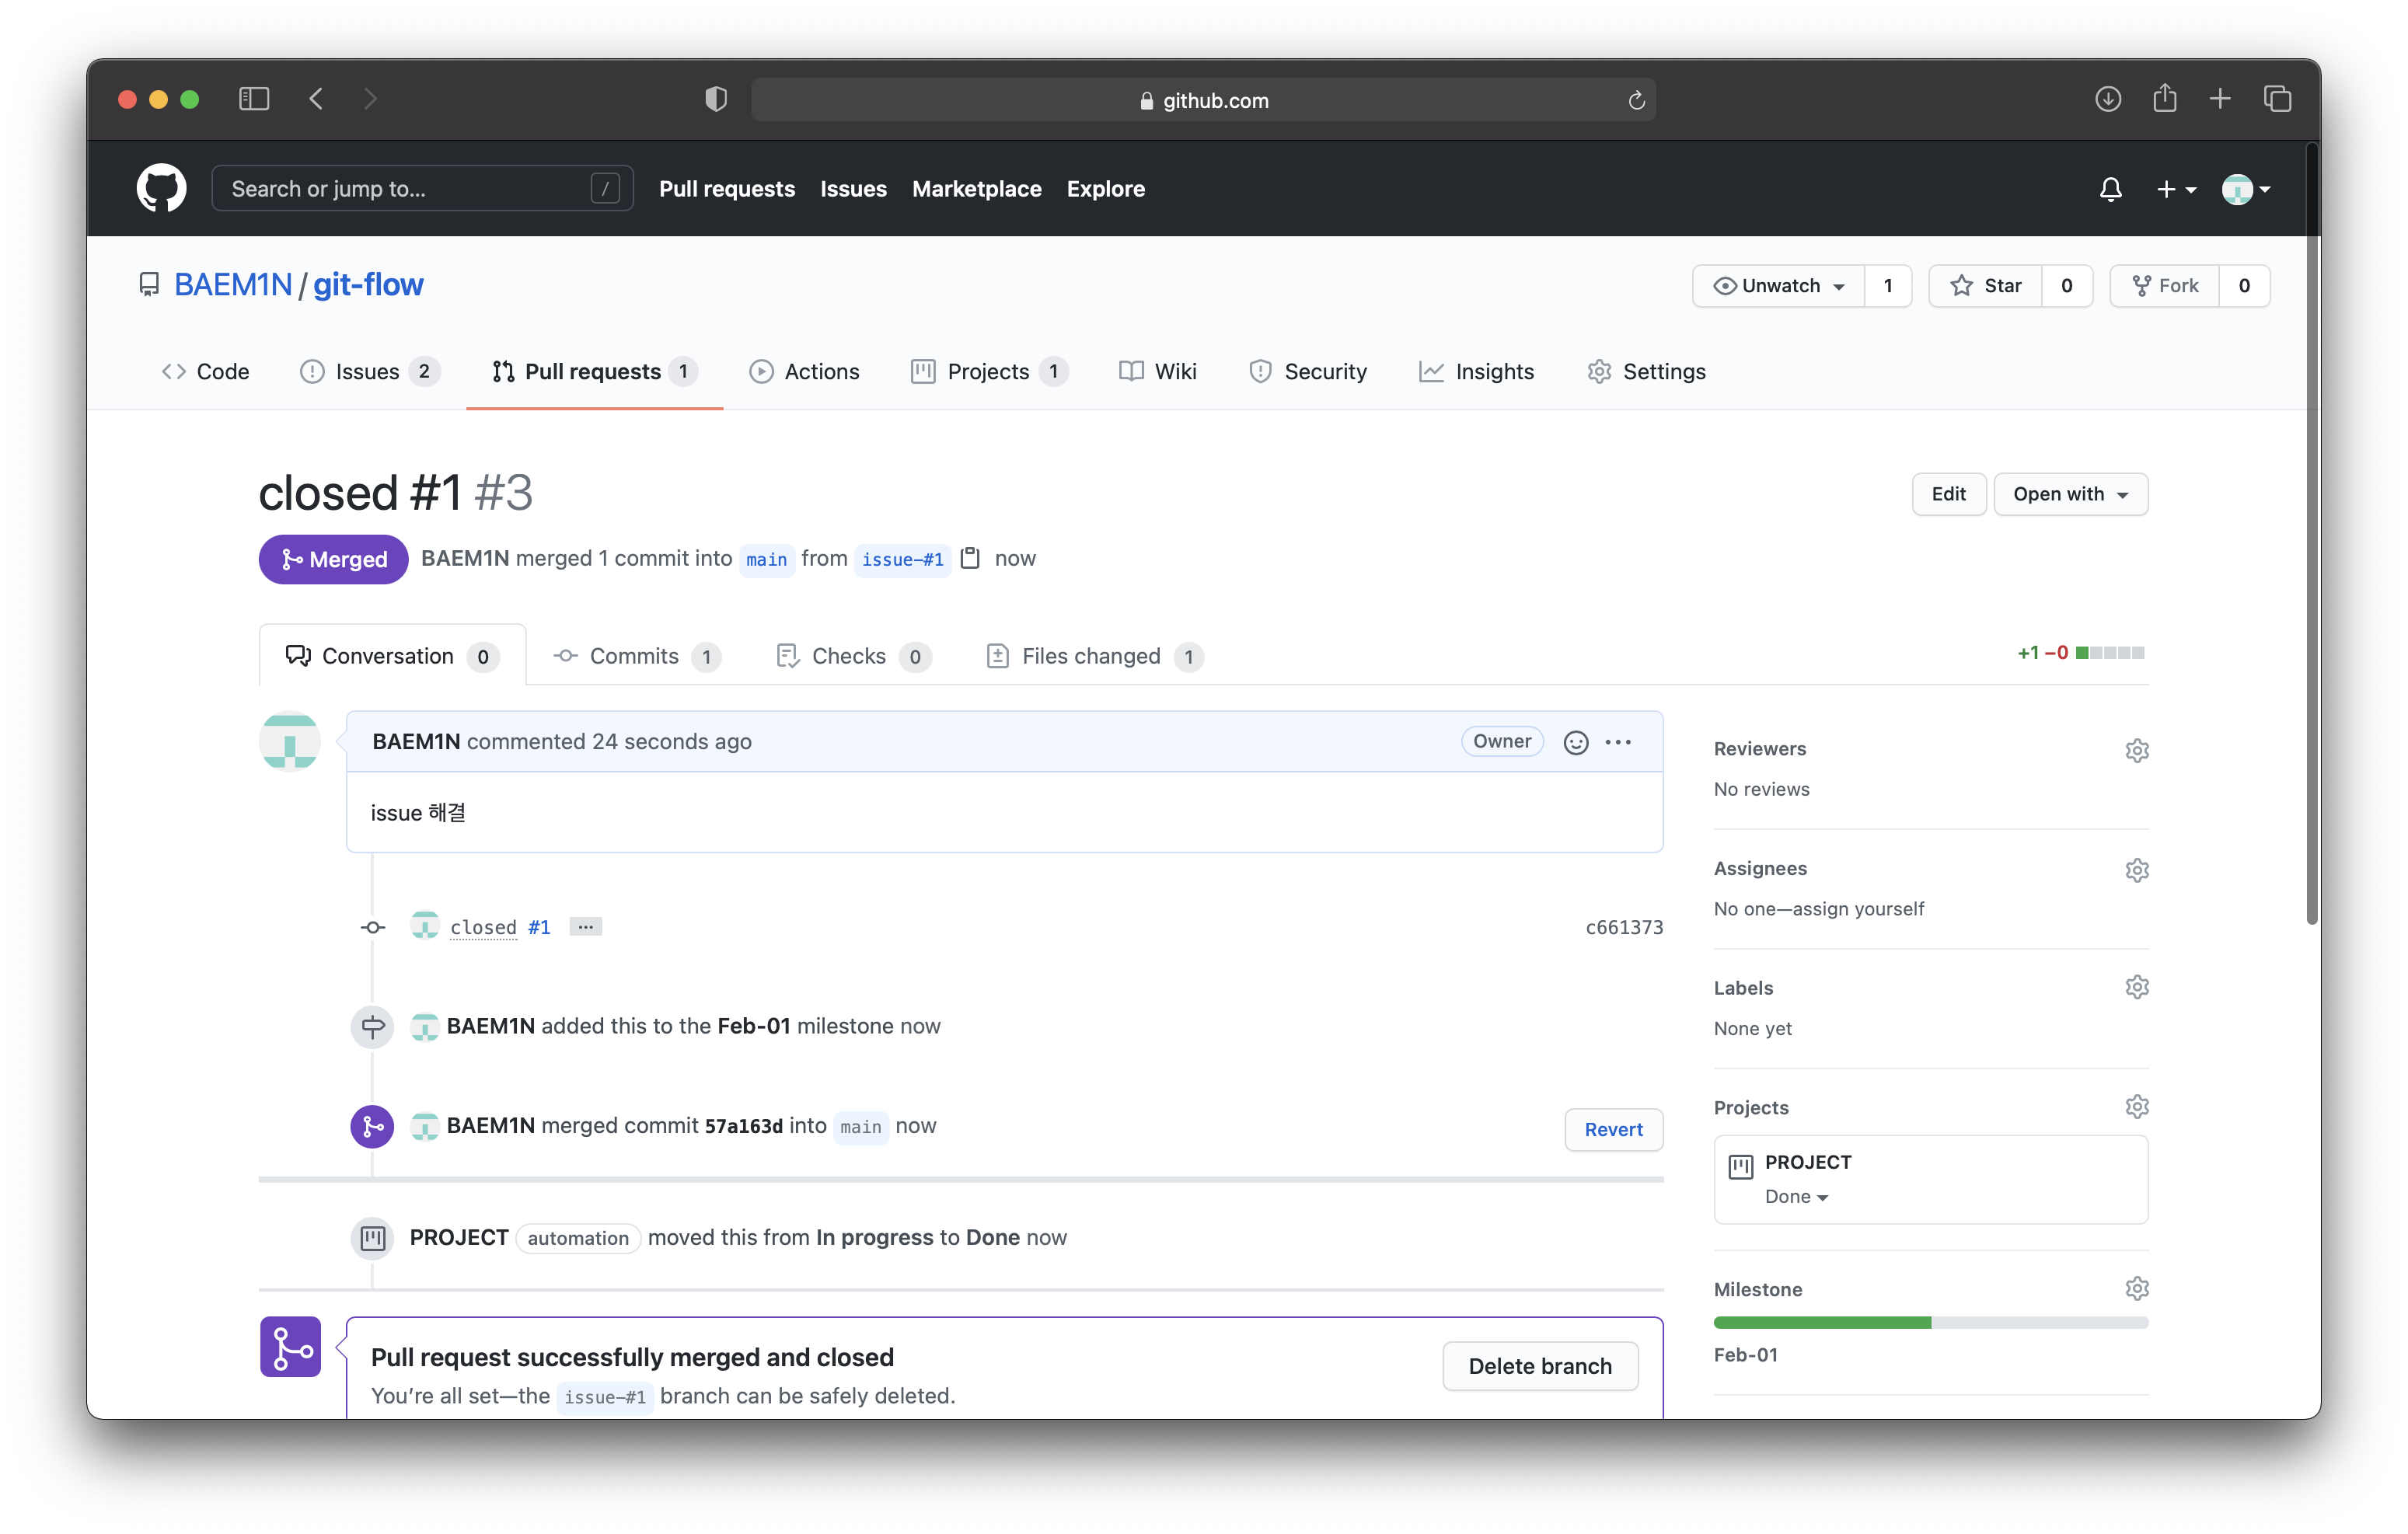 github.com
Search or jump to... / Pull requests Issues Marketplace Explore
BAEM1N / git-flow Unwatch 1 Star 0 Fork 0
Code Issues 2 Pull requests 1 Actions Projects 1 Wiki Security Insights Settings
closed #1 #3 Edit Open with
Merged BAEM1N merged 1 commit into main from issue-#1 now
Conversation 0 Commits 1 Checks 0 Files changed 1 +1 −0
BAEM1N commented 24 seconds ago Owner
issue 해결
closed #1 … c661373
BAEM1N added this to the Feb-01 milestone now
BAEM1N merged commit 57a163d into main now Revert
PROJECT automation moved this from In progress to Done now
Pull request successfully merged and closed
You’re all set—the issue-#1 branch can be safely deleted.
Delete branch
Reviewers
No reviews
Assignees
No one—assign yourself
Labels
None yet
Projects
PROJECT
Done
Milestone
Feb-01